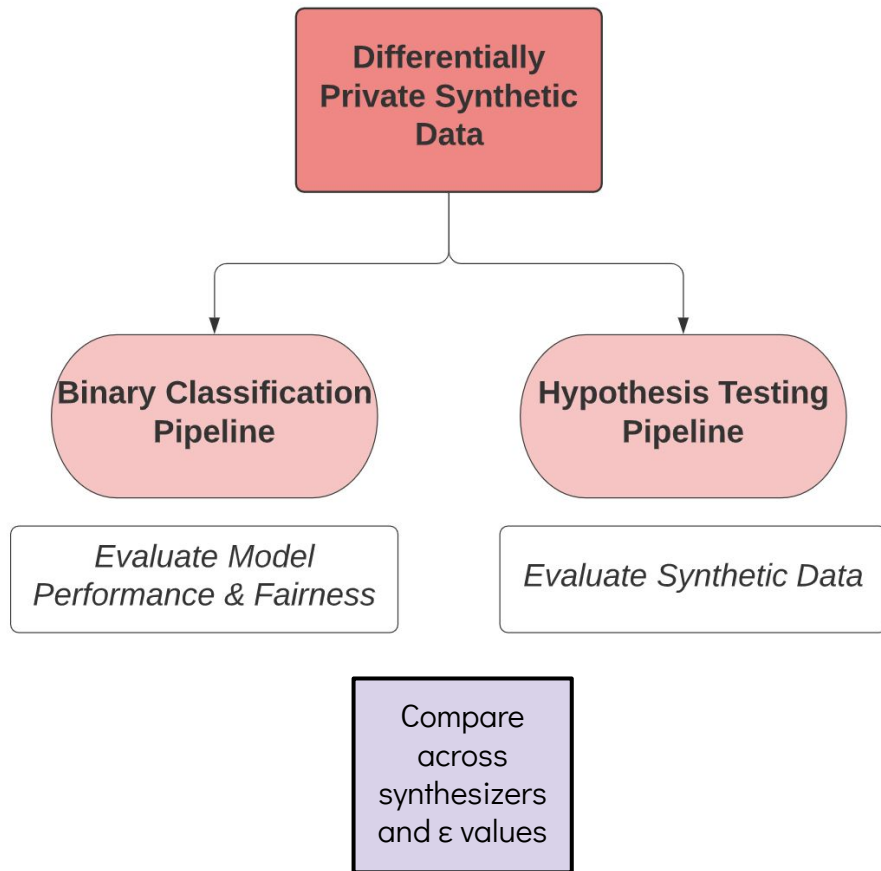 Differentially
Private Synthetic
Data
Binary Classification
Pipeline
Hypothesis Testing
Pipeline
Evaluate Model
Performance & Fairness
Evaluate Synthetic Data
Compare
across
synthesizers
and ε values